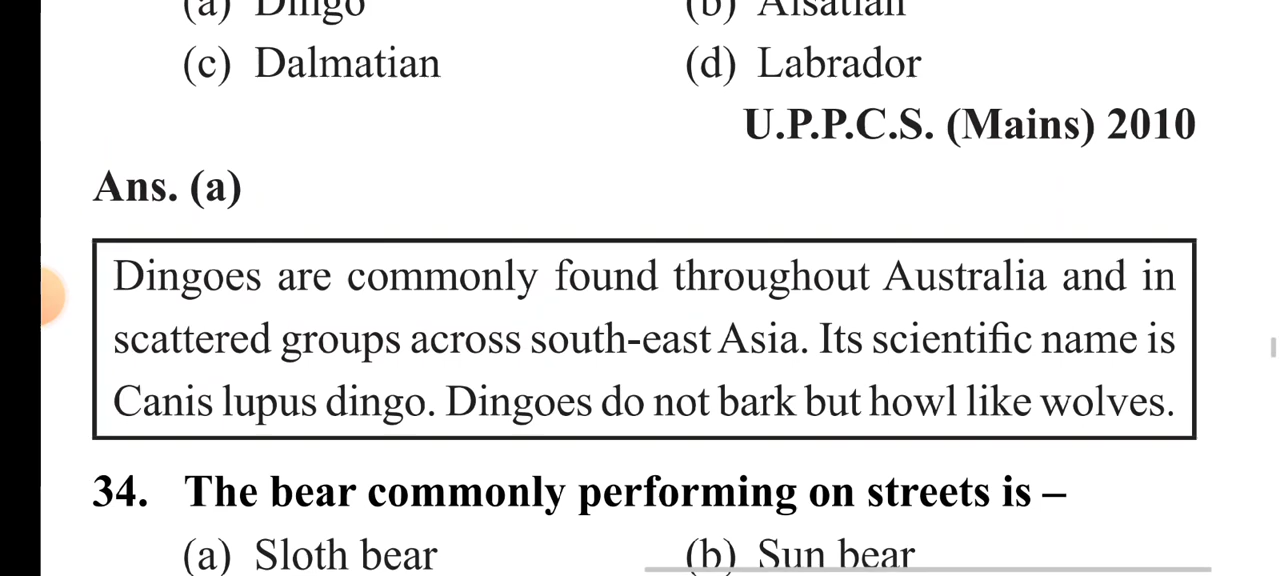 (a) Dingo (b) Alsatian
(c) Dalmatian (d) Labrador
U.P.P.C.S. (Mains) 2010
Ans. (a)
Dingoes are commonly found throughout Australia and in
scattered groups across south-east Asia. Its scientific name is
Canis lupus dingo. Dingoes do not bark but howl like wolves.
34. The bear commonly performing on streets is –
(a) Sloth bear (b) Sun bear